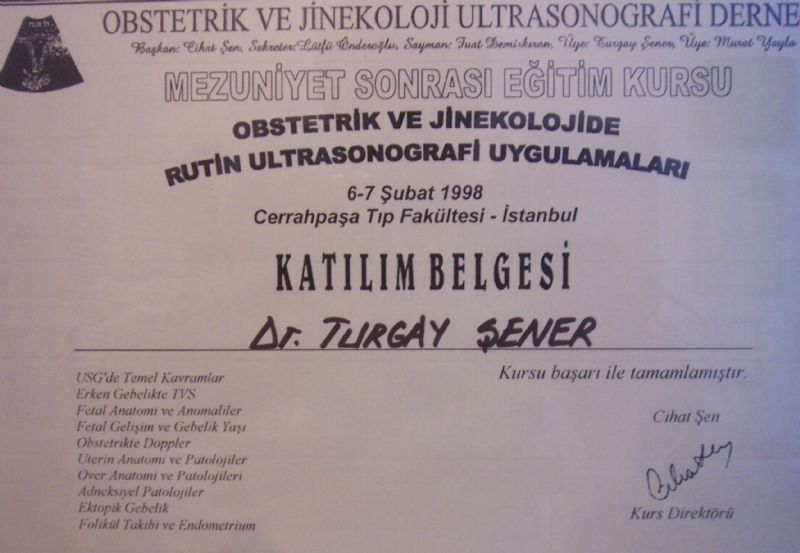 OBSTETRİK VE JİNEKOLOJİ ULTRASONOGRAFİ DERNE
Başkan: Cihat Şen, Sekreter: Lütfü Önderoğlu, Sayman: Fuat Demirkıran, Üye: Turgay Şener, Üye: Murat Yayla
MEZUNİYET SONRASI EĞİTİM KURSU
OBSTETRİK VE JİNEKOLOJİDE
RUTİN ULTRASONOGRAFİ UYGULAMALARI
6-7 Şubat 1998
Cerrahpaşa Tıp Fakültesi - İstanbul
KATILIM BELGESİ
Dr. TURGAY ŞENER
Kursu başarı ile tamamlamıştır.
USG'de Temel Kavramlar
Erken Gebelikte TVS
Fetal Anatomi ve Anomaliler
Fetal Gelişim ve Gebelik Yaşı
Obstetrikte Doppler
Uterin Anatomi ve Patolojiler
Over Anatomi ve Patolojileri
Adneksiyel Patolojiler
Ektopik Gebelik
Folikül Takibi ve Endometrium
Cihat Şen
Kurs Direktörü